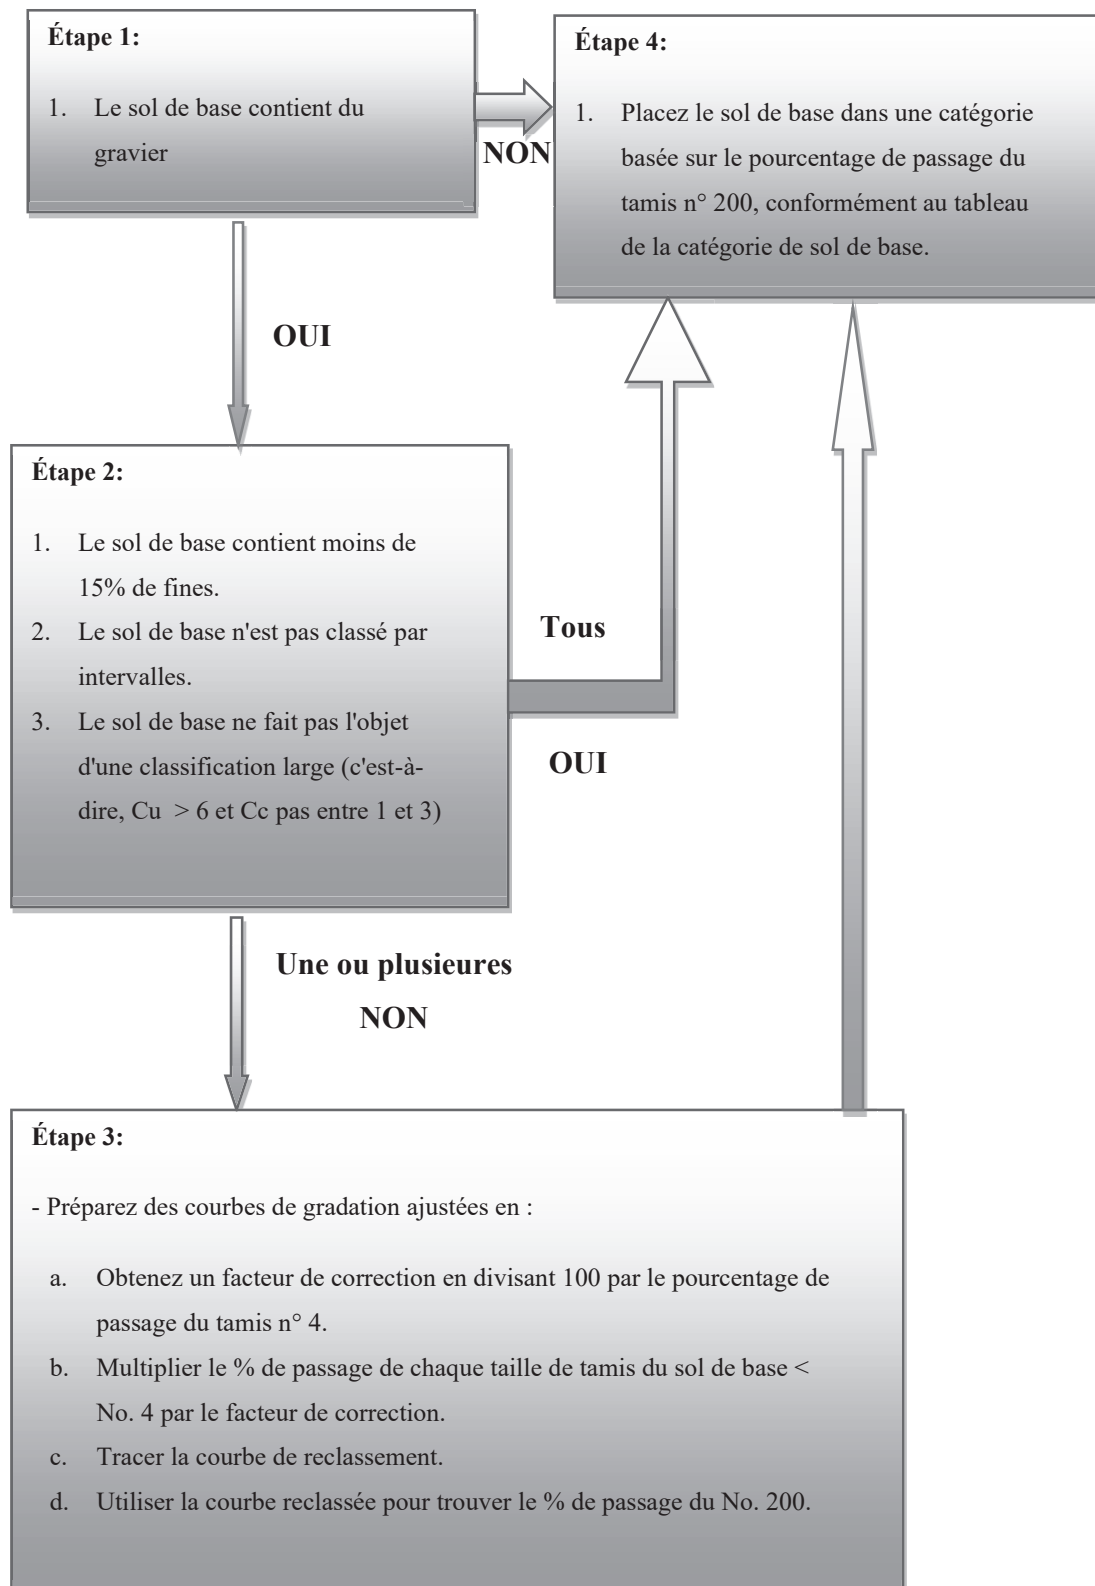 Étape 1:
1. Le sol de base contient du
gravier
NON
Étape 4:
1. Placez le sol de base dans une catégorie
basée sur le pourcentage de passage du
tamis n° 200, conformément au tableau
de la catégorie de sol de base.
OUI
Étape 2:
1. Le sol de base contient moins de
15% de fines.
2. Le sol de base n'est pas classé par
intervalles.
3. Le sol de base ne fait pas l'objet
d'une classification large (c'est-à-
dire, Cu > 6 et Cc pas entre 1 et 3)
Tous
OUI
Une ou plusieures
NON
Étape 3:
- Préparez des courbes de gradation ajustées en :
a. Obtenez un facteur de correction en divisant 100 par le pourcentage de
passage du tamis n° 4.
b. Multiplier le % de passage de chaque taille de tamis du sol de base <
No. 4 par le facteur de correction.
c. Tracer la courbe de reclassement.
d. Utiliser la courbe reclassée pour trouver le % de passage du No. 200.